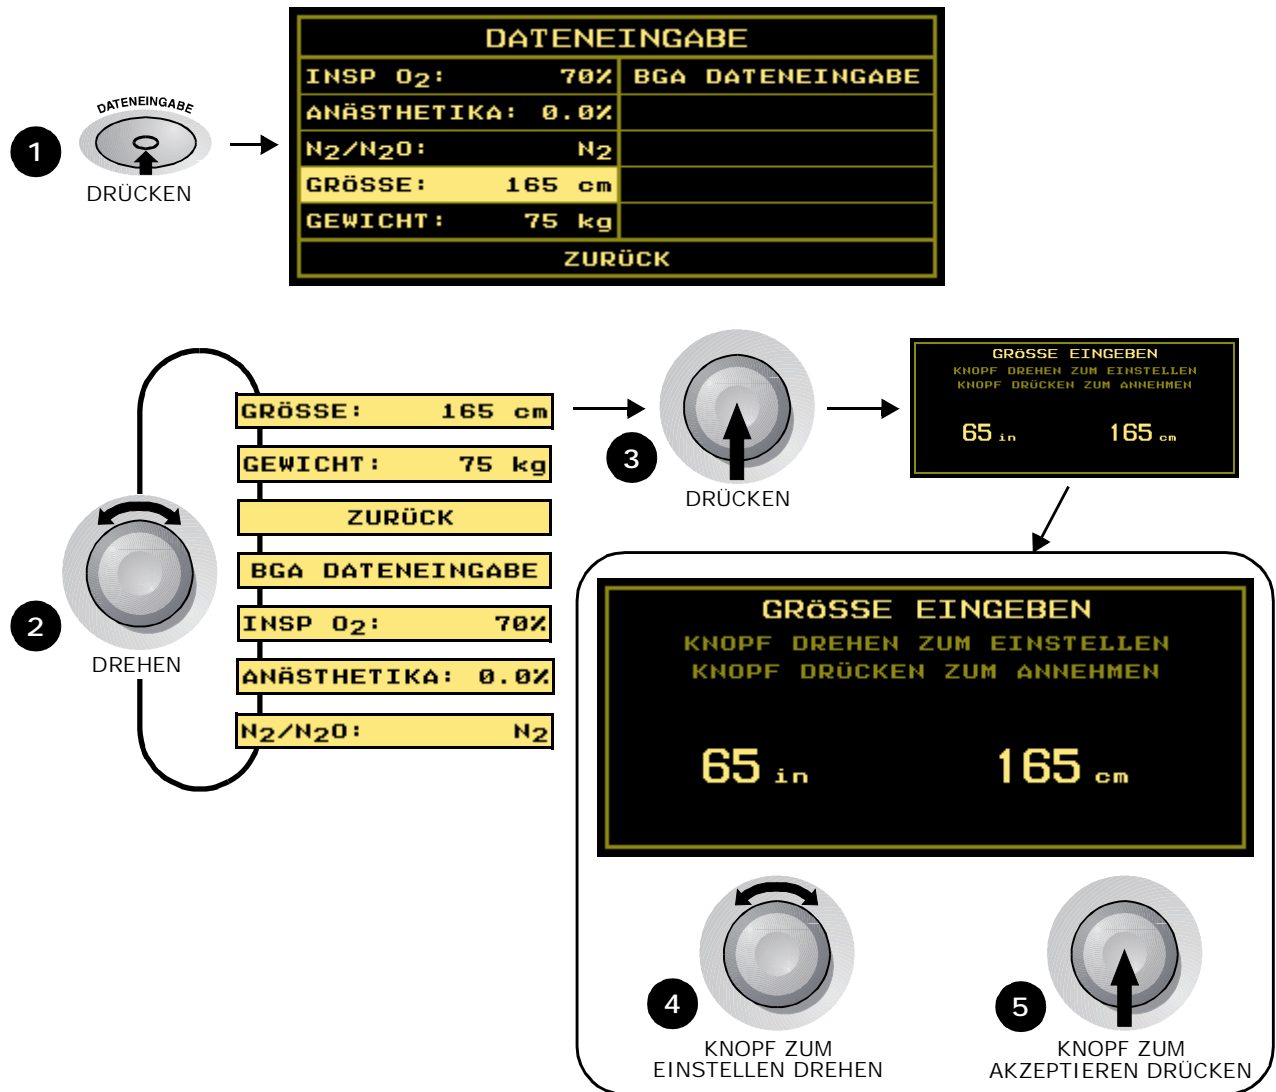 DATENEINGABE
1
DRÜCKEN
DATENEINGABE
INSP O2: 70% BGA DATENEINGABE
ANÄSTHETIKA: 0.0%
N2/N2O: N2
GRÖSSE: 165 cm
GEWICHT: 75 kg
ZURÜCK
2
DREHEN
GRÖSSE: 165 cm
GEWICHT: 75 kg
ZURÜCK
BGA DATENEINGABE
INSP O2: 70%
ANÄSTHETIKA: 0.0%
N2/N2O: N2
3
DRÜCKEN
GRÖSSE EINGEBEN
KNOPF DREHEN ZUM EINSTELLEN
KNOPF DRÜCKEN ZUM ANNEHMEN
65 in 165 cm
GRÖSSE EINGEBEN
KNOPF DREHEN ZUM EINSTELLEN
KNOPF DRÜCKEN ZUM ANNEHMEN
65 in 165 cm
4
KNOPF ZUM
EINSTELLEN DREHEN
5
KNOPF ZUM
AKZEPTIEREN DRÜCKEN